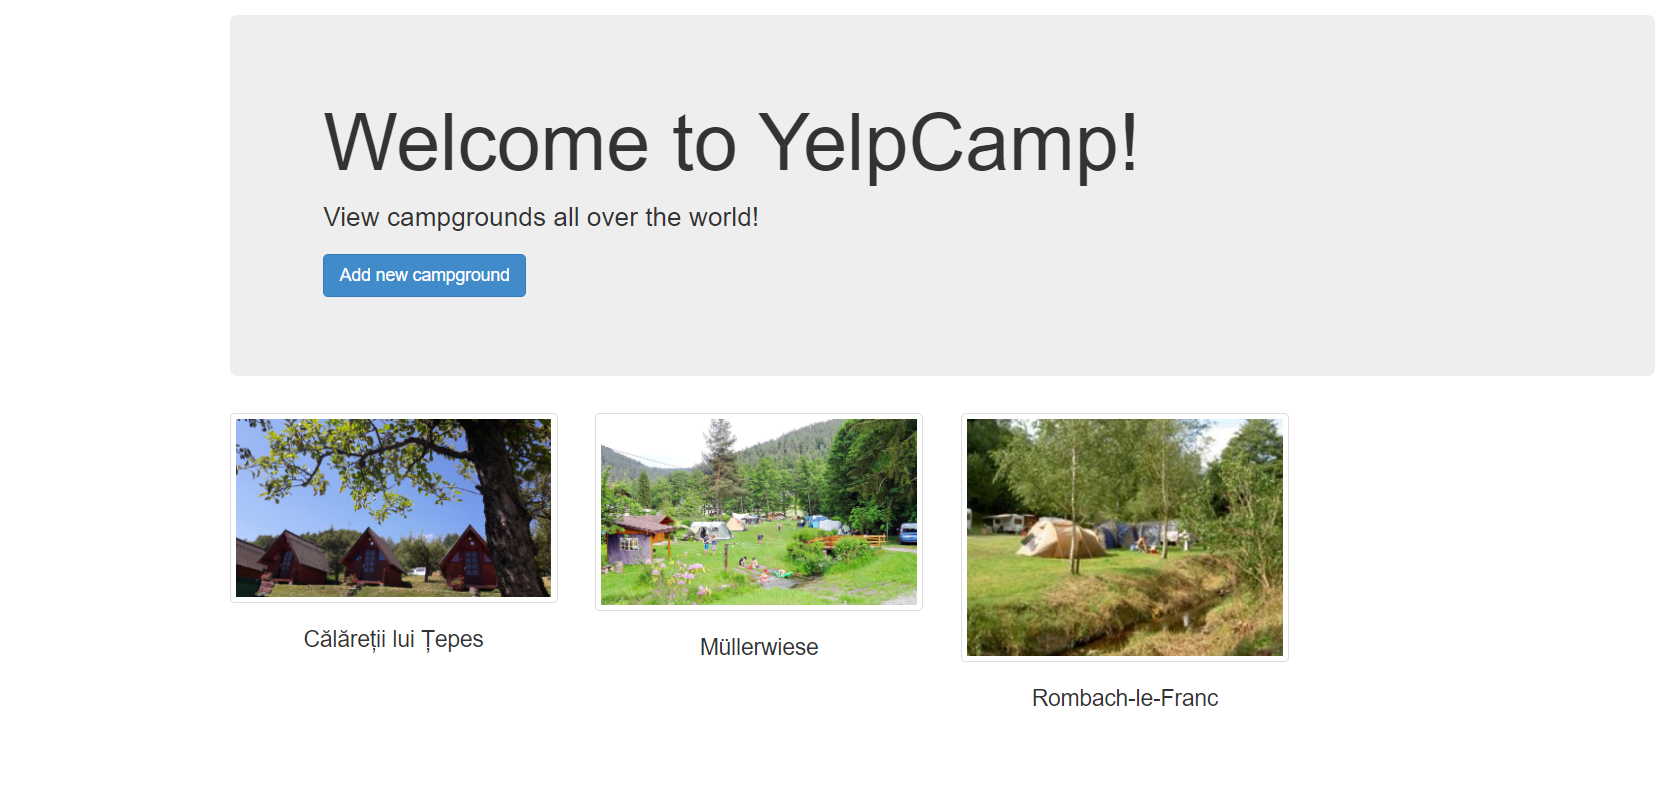 Welcome to YelpCamp!
View campgrounds all over the world!
Add new campground
Călăreții lui Țepes
Müllerwiese
Rombach-le-Franc